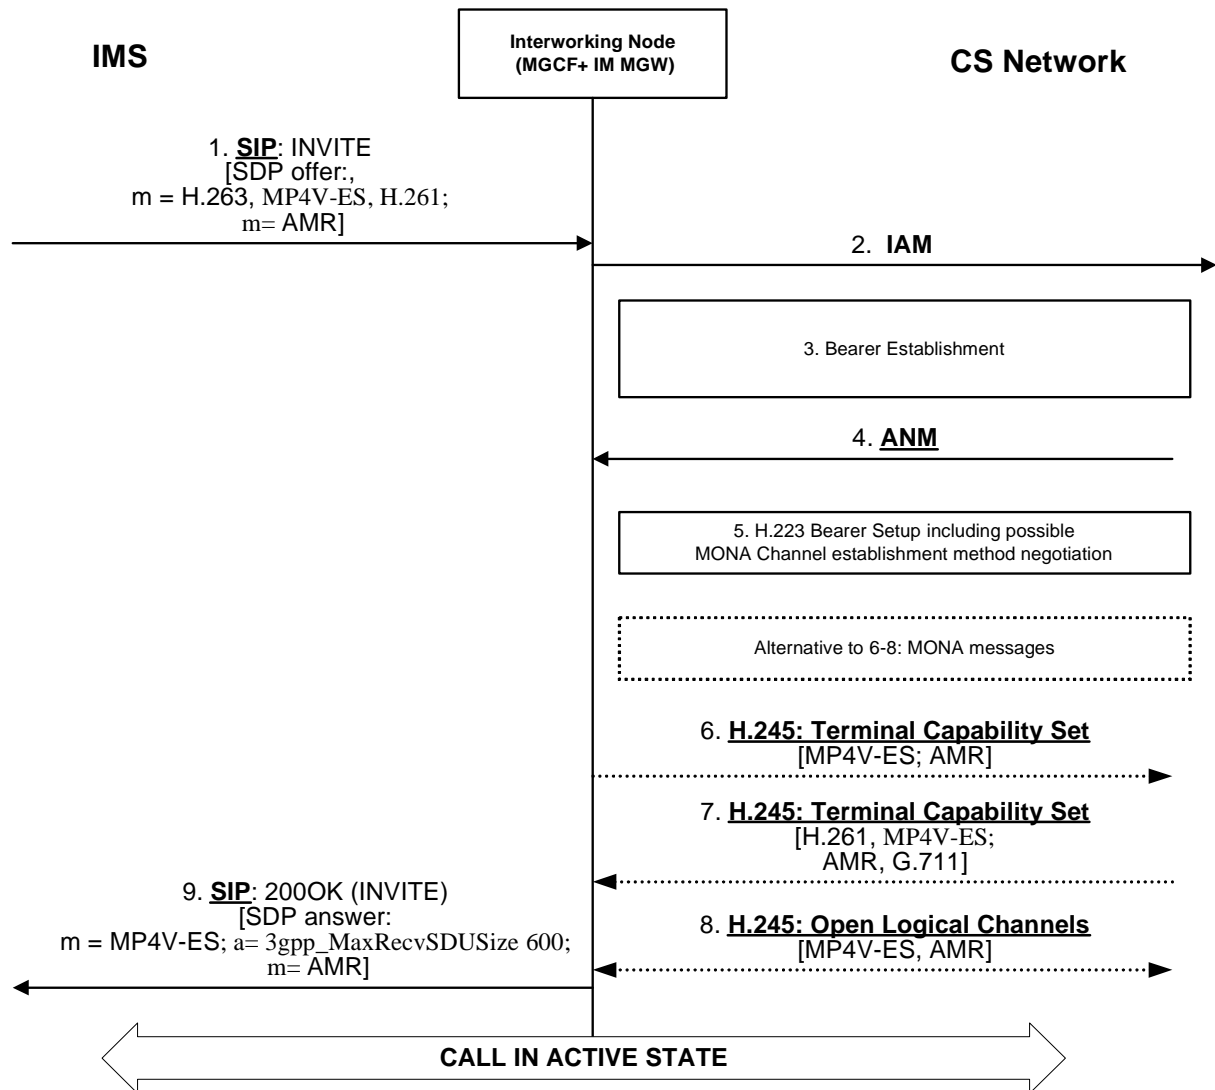 IMS
Interworking Node
(MGCF+ IM MGW)
CS Network
1. SIP: INVITE
[SDP offer:,
m = H.263, MP4V-ES, H.261;
m= AMR]
2. IAM
3. Bearer Establishment
4. ANM
5. H.223 Bearer Setup including possible
MONA Channel establishment method negotiation
Alternative to 6-8: MONA messages
6. H.245: Terminal Capability Set
[MP4V-ES; AMR]
7. H.245: Terminal Capability Set
[H.261, MP4V-ES;
AMR, G.711]
9. SIP: 200OK (INVITE)
[SDP answer:
m = MP4V-ES; a= 3gpp_MaxRecvSDUSize 600;
m= AMR]
8. H.245: Open Logical Channels
[MP4V-ES, AMR]
CALL IN ACTIVE STATE